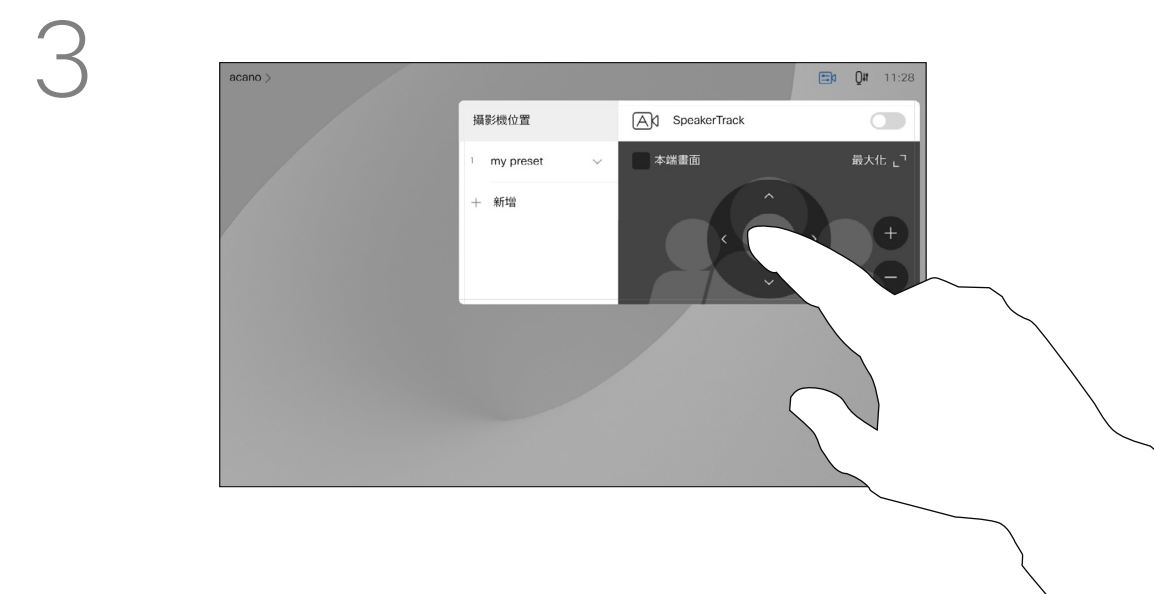 3
acano >
11:28
攝影機位置
SpeakerTrack
1 my preset
本端畫面
最大化
+ 新增